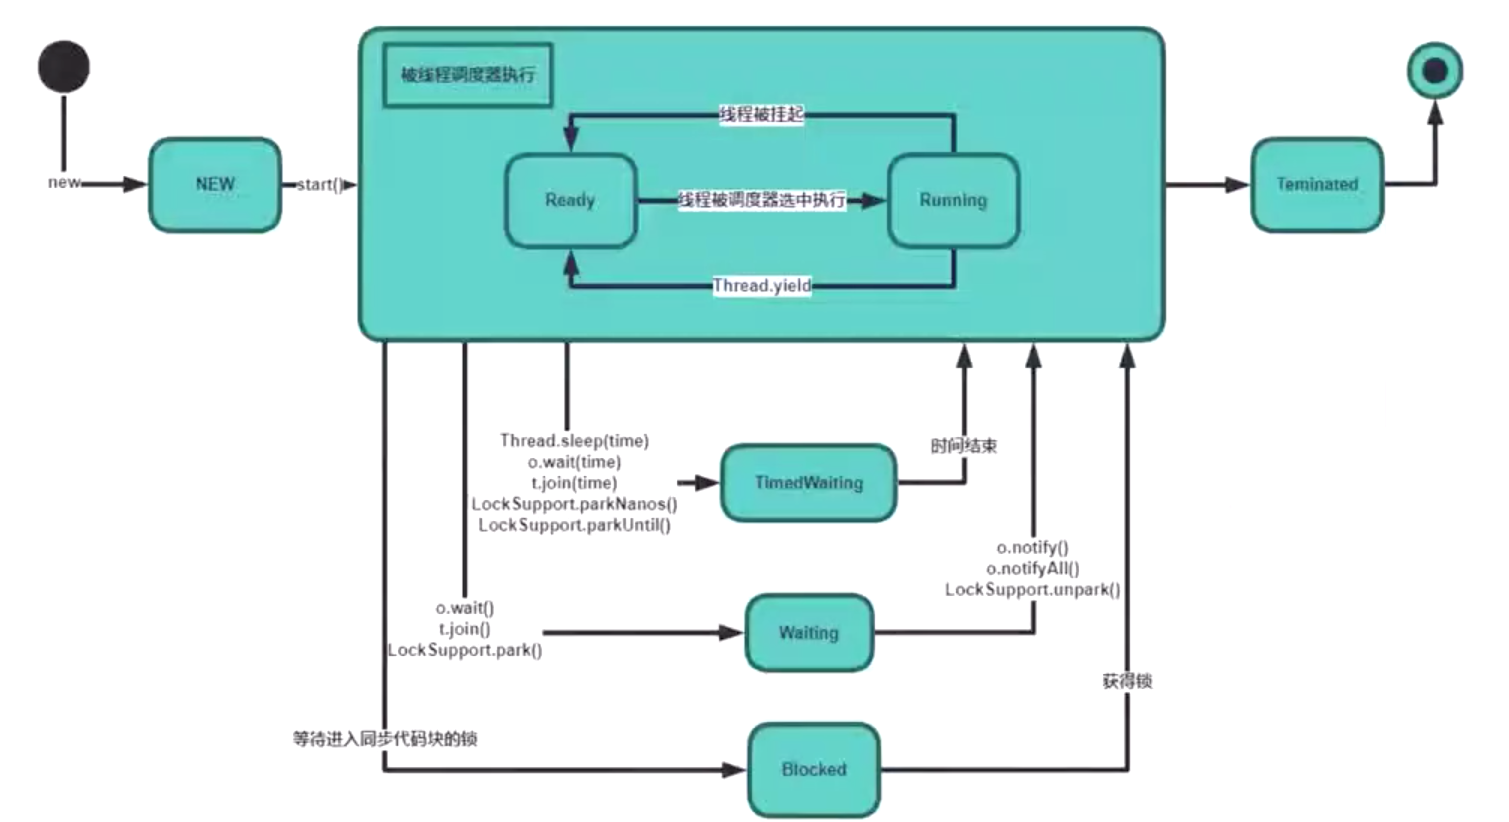 被线程调度器执行
线程被挂起
new
NEW
start()
Ready
线程被调度器选中执行
Running
Teminated
Thread.yield
Thread.sleep(time)
o.wait(time)
t.join(time)
LockSupport.parkNanos()
LockSupport.parkUntil()
TimedWaiting
时间结束
o.notify()
o.notifyAll()
LockSupport.unpark()
o.wait()
t.join()
LockSupport.park()
Waiting
获得锁
等待进入同步代码块的锁
Blocked